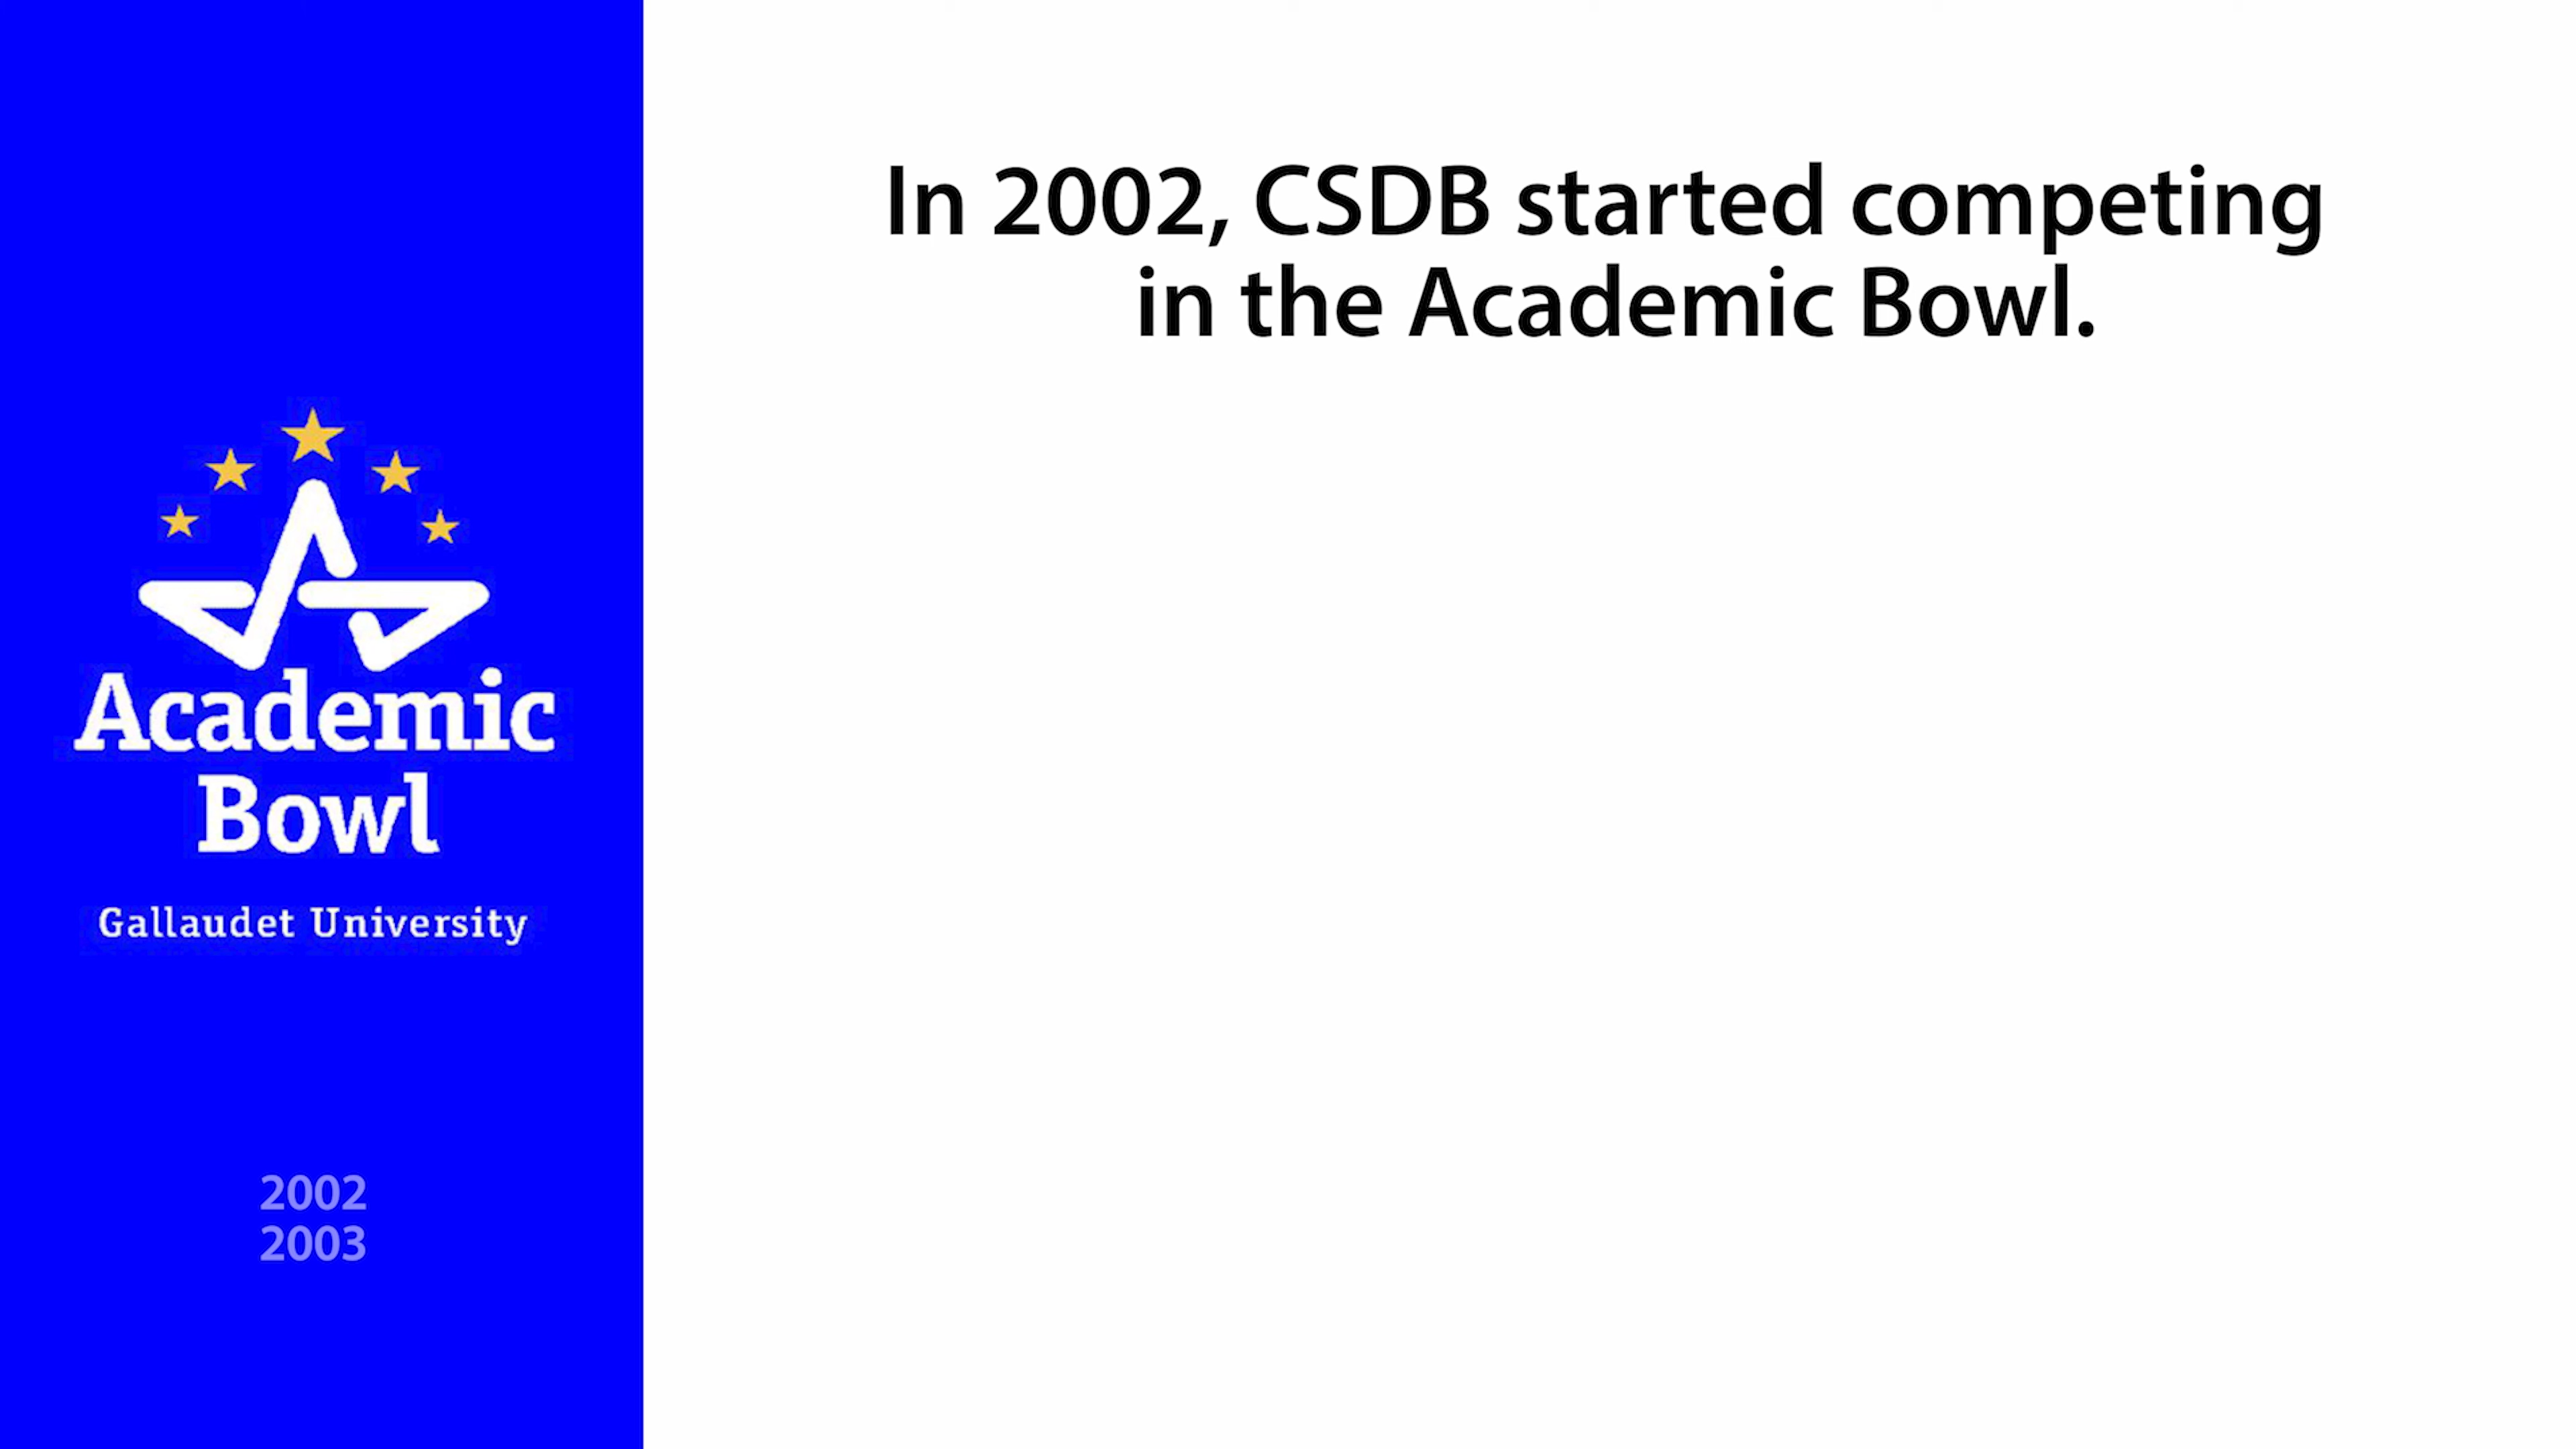 In 2002, CSDB started competing
in the Academic Bowl.
Academic
Bowl
Gallaudet University
2002
2003